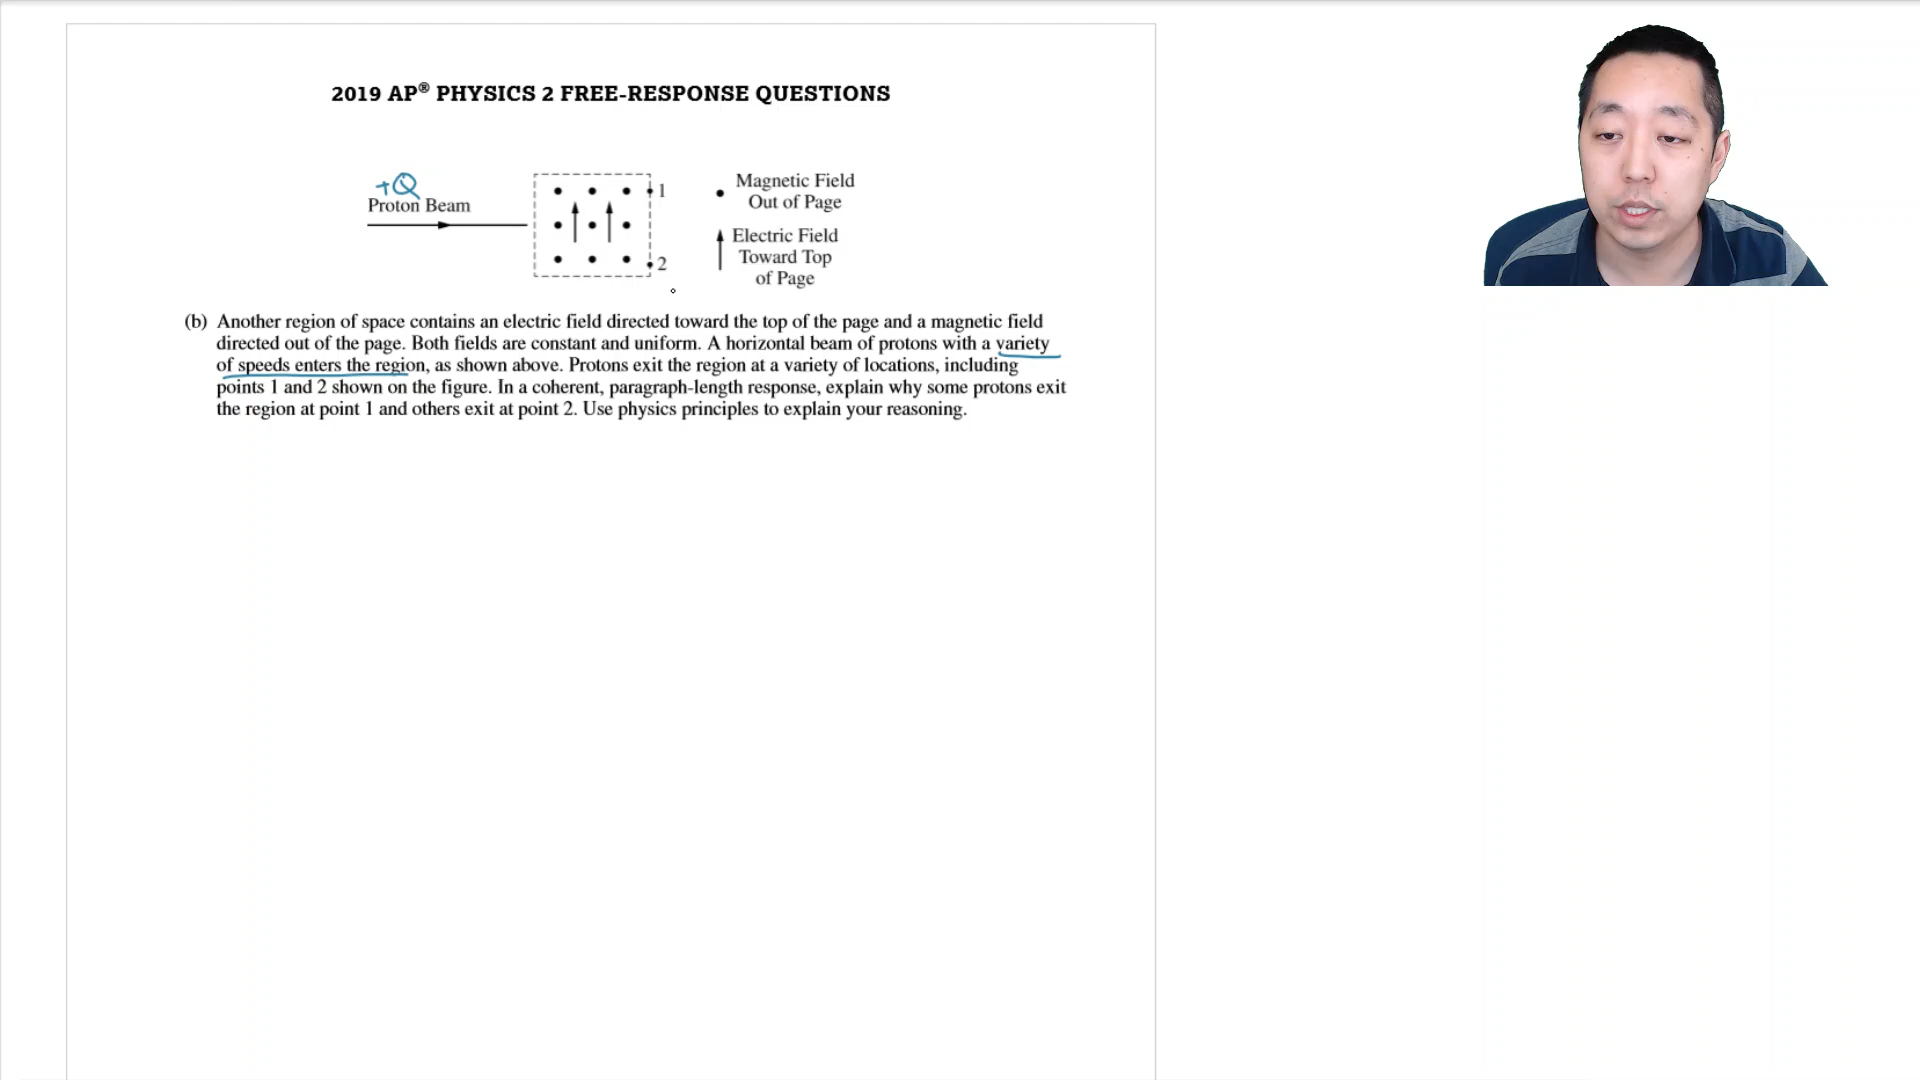 2019 AP® PHYSICS 2 FREE-RESPONSE QUESTIONS
+Q
Proton Beam
1
2
Magnetic Field
Out of Page
Electric Field
Toward Top
of Page
(b) Another region of space contains an electric field directed toward the top of the page and a magnetic field
directed out of the page. Both fields are constant and uniform. A horizontal beam of protons with a variety
of speeds enters the region, as shown above. Protons exit the region at a variety of locations, including
points 1 and 2 shown on the figure. In a coherent, paragraph-length response, explain why some protons exit
the region at point 1 and others exit at point 2. Use physics principles to explain your reasoning.